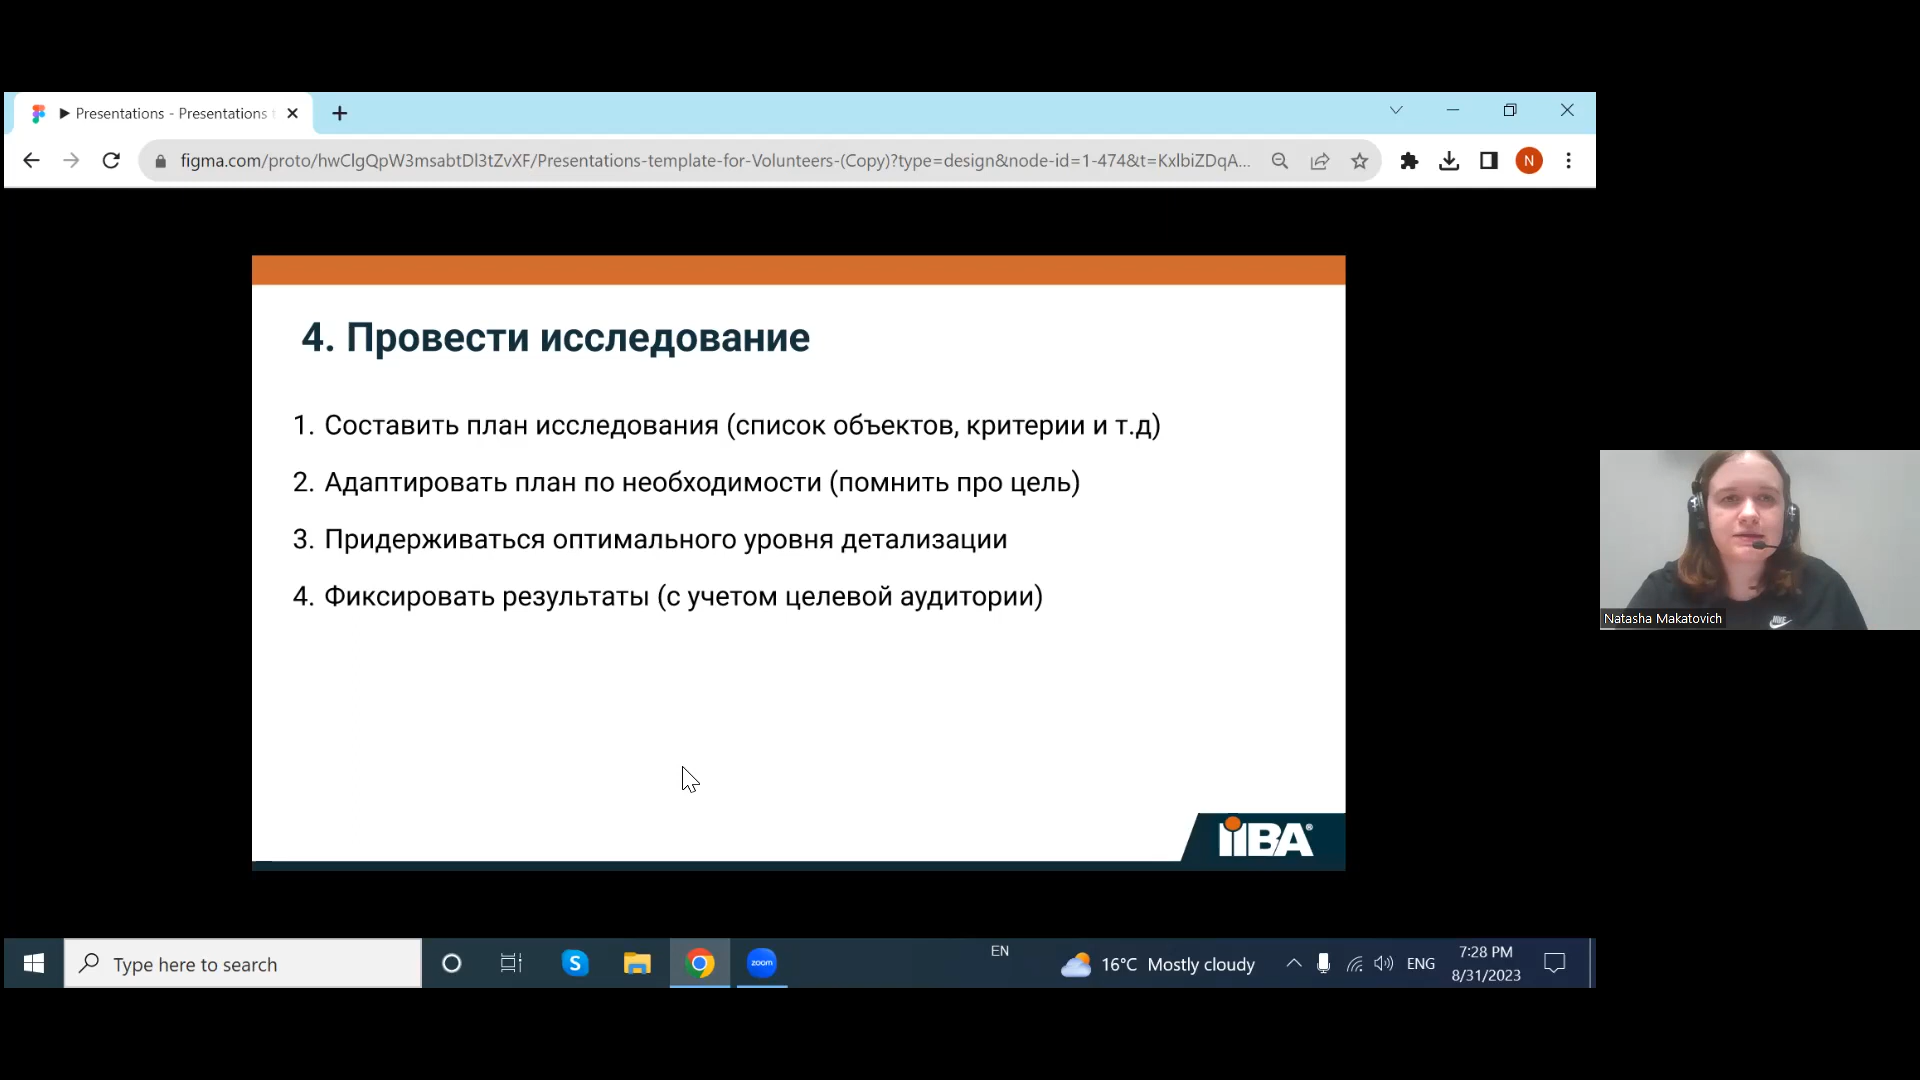 Presentations - Presentations
figma.com/proto/hwClgQpW3msabtDl3tZvXF/Presentations-template-for-Volunteers-(Copy)?type=design&node-id=1-474&t=KxlbiZDqA...
N
4. Провести исследование
1. Составить план исследования (список объектов, критерии и т.д)
2. Адаптировать план по необходимости (помнить про цель)
3. Придерживаться оптимального уровня детализации
4. Фиксировать результаты (с учетом целевой аудитории)
IIBA®
Natasha Makatovich
Type here to search
S
zoom
EN
16°C Mostly cloudy
ENG
7:28 PM
8/31/2023